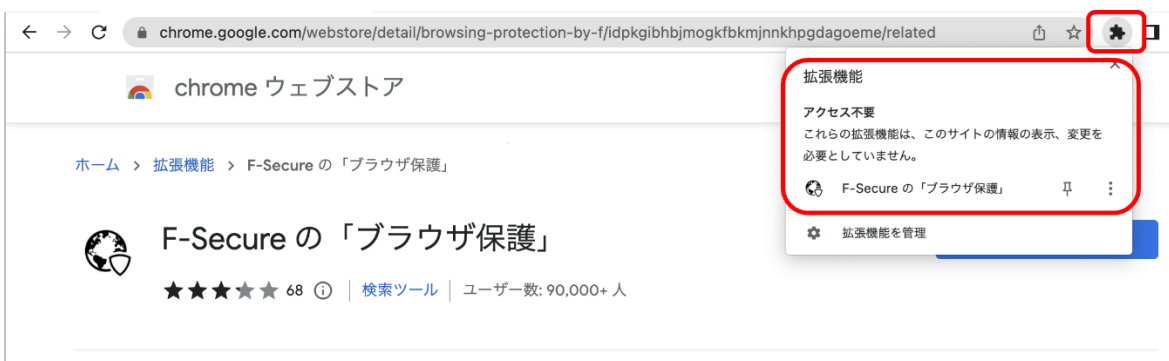 chrome.google.com/webstore/detail/browsing-protection-by-f/idpkgibhbjmogkfbkmjnnkhpgdagoeme/related
chrome ウェブストア
拡張機能
アクセス不要
これらの拡張機能は、このサイトの情報の表示、変更を
必要としていません。
F-Secure の「ブラウザ保護」
拡張機能を管理
ホーム > 拡張機能 > F-Secure の「ブラウザ保護」
F-Secure の「ブラウザ保護」
68 検索ツール ユーザー数: 90,000+ 人